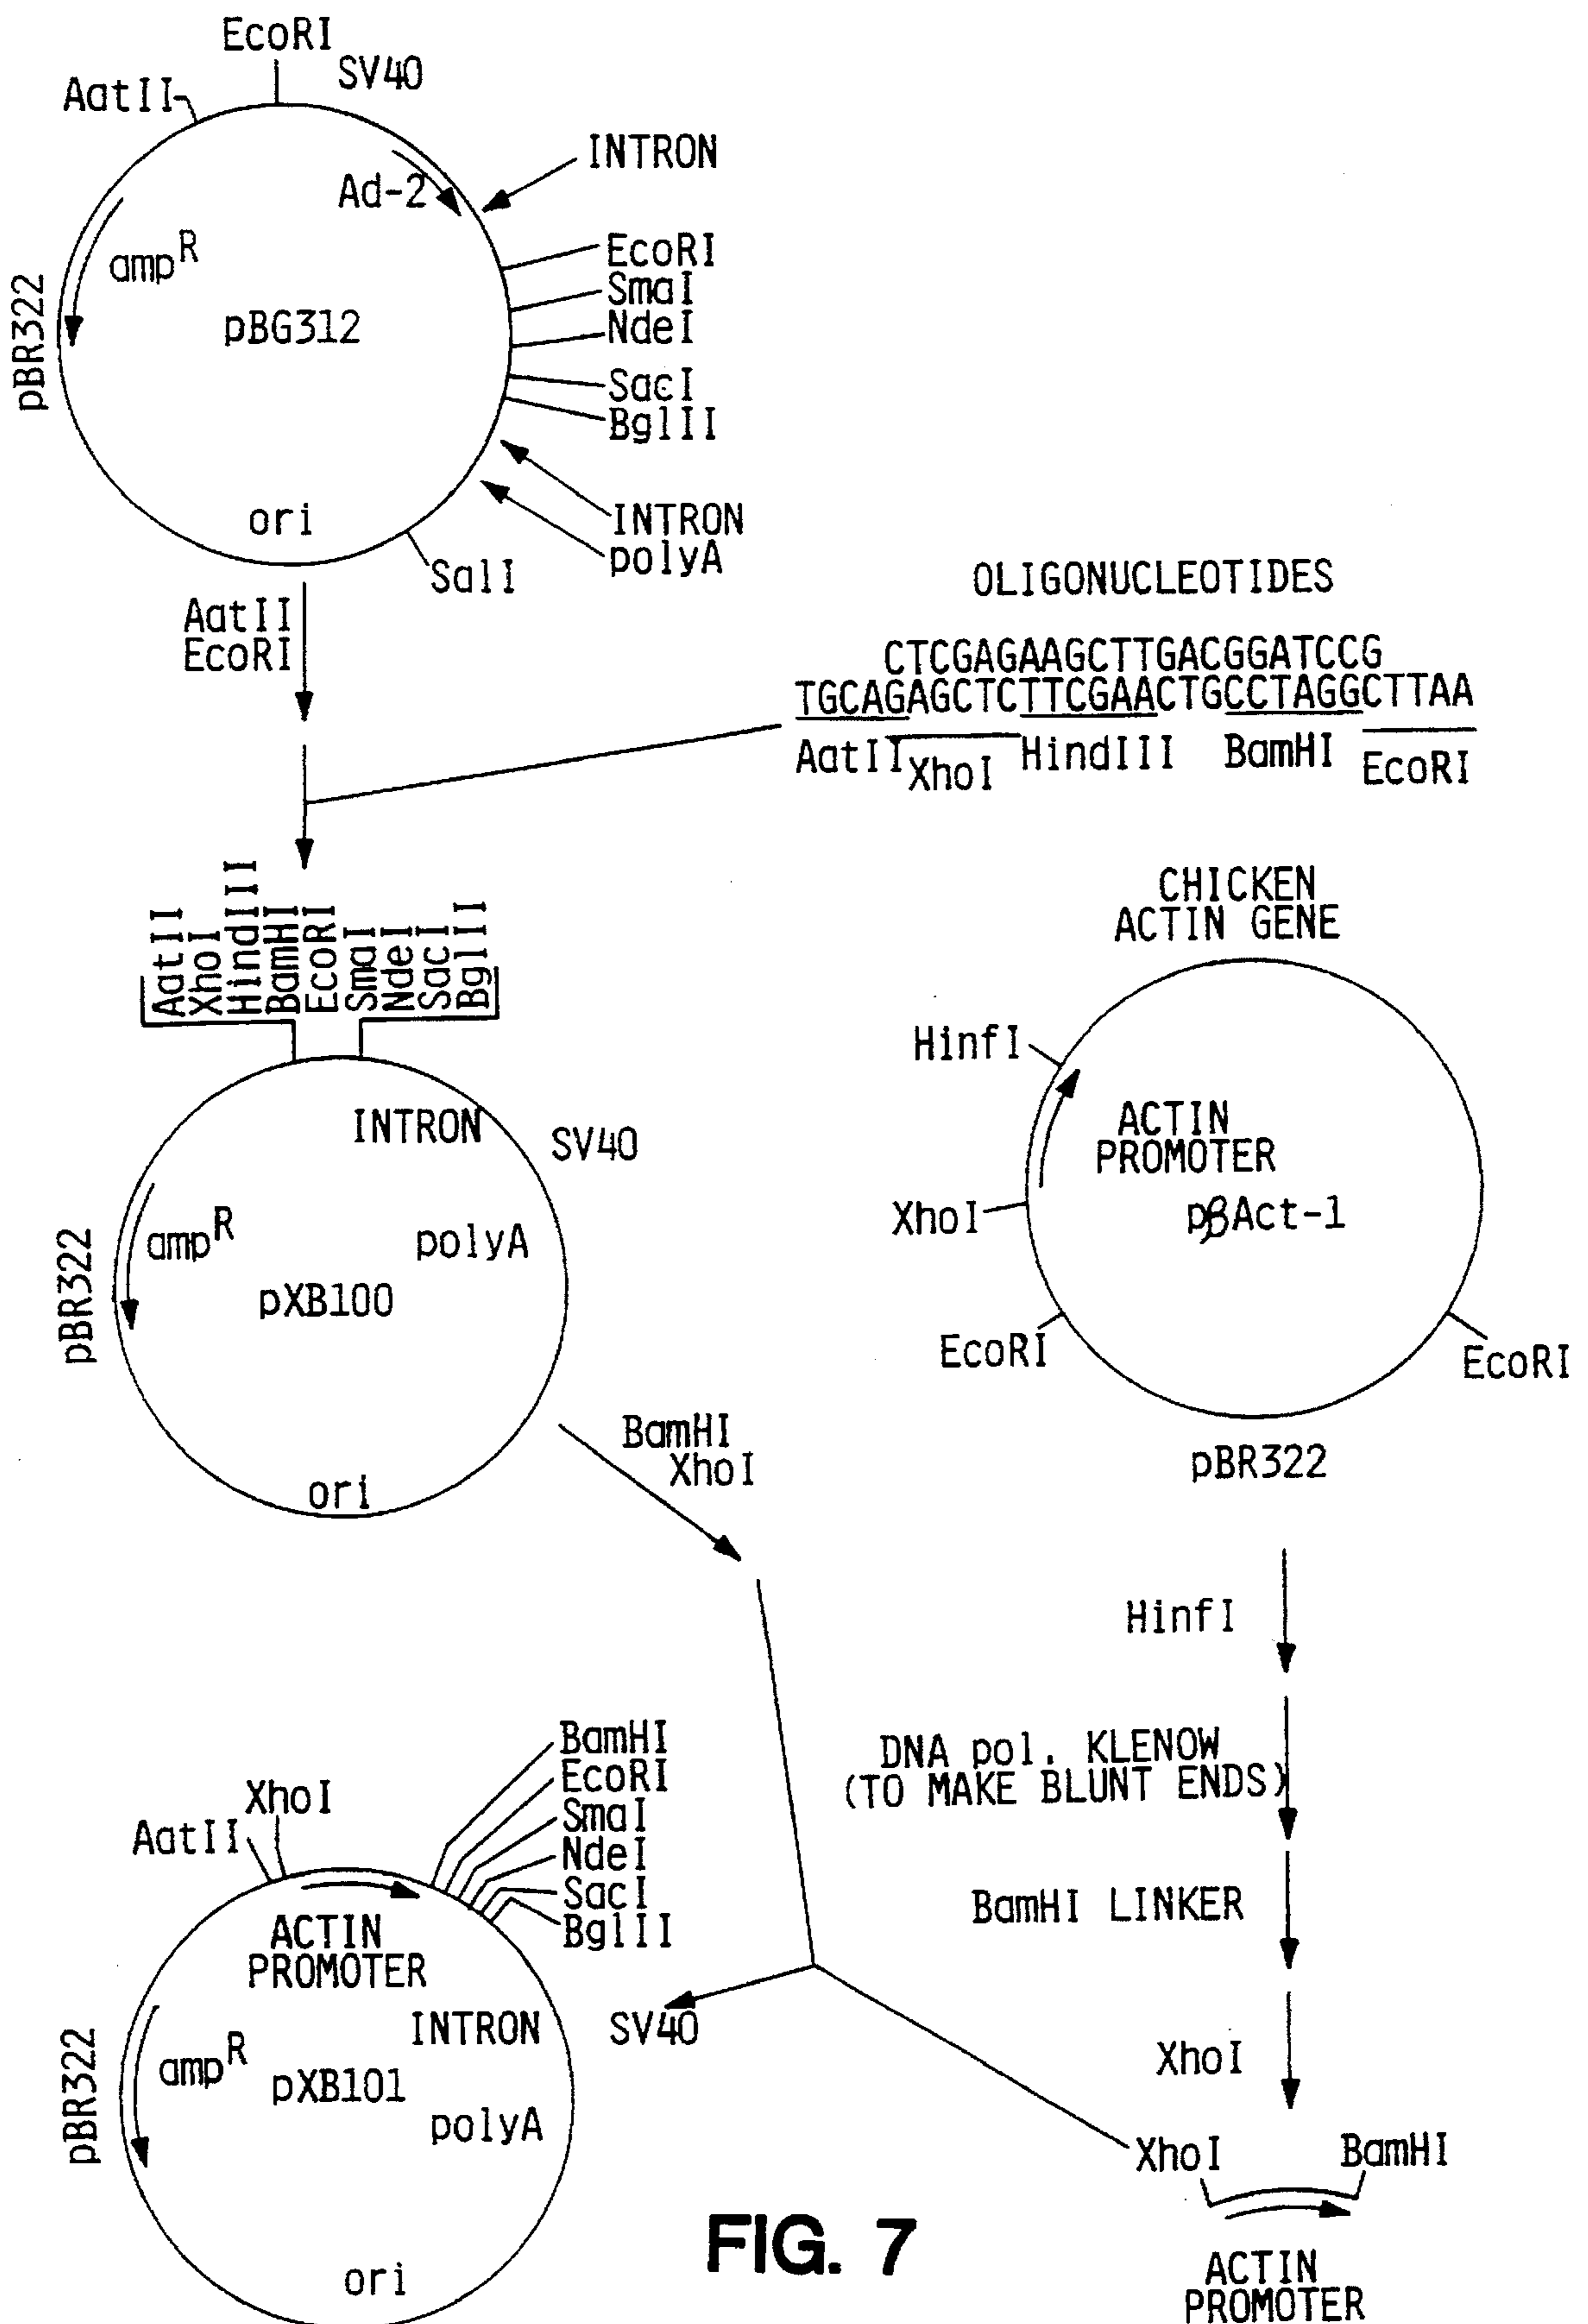 EcoRI
SV40
AatII
INTRON
Ad-2
ampR
pBR322
pBG312
EcoRI
SmaI
NdeI
SacI
BglII
INTRON
polyA
ori
SalI
AatII
EcoRI
OLIGONUCLEOTIDES
CTCGAGAAGCTTGACGGATCCG
TGCAGAGCTCTTCGAACTGCCTAGGCTTAA
AatII XhoI HindIII BamHI EcoRI
AatII
XhoI
HindIII
BamHI
EcoRI
SmaI
NdeI
SacI
BglII
INTRON
SV40
ampR
polyA
pBR322
pXB100
ori
CHICKEN
ACTIN GENE
HinfI
ACTIN
PROMOTER
XhoI
pβAct-1
EcoRI
EcoRI
pBR322
BamHI
XhoI
HinfI
DNA pol. KLENOW
(TO MAKE BLUNT ENDS)
BamHI LINKER
XhoI
XhoI
BamHI
ACTIN
PROMOTER
BamHI
EcoRI
SmaI
NdeI
SacI
BglII
XhoI
AatII
ACTIN
PROMOTER
INTRON
SV40
ampR
pBR322
pXB101
polyA
ori
FIG. 7